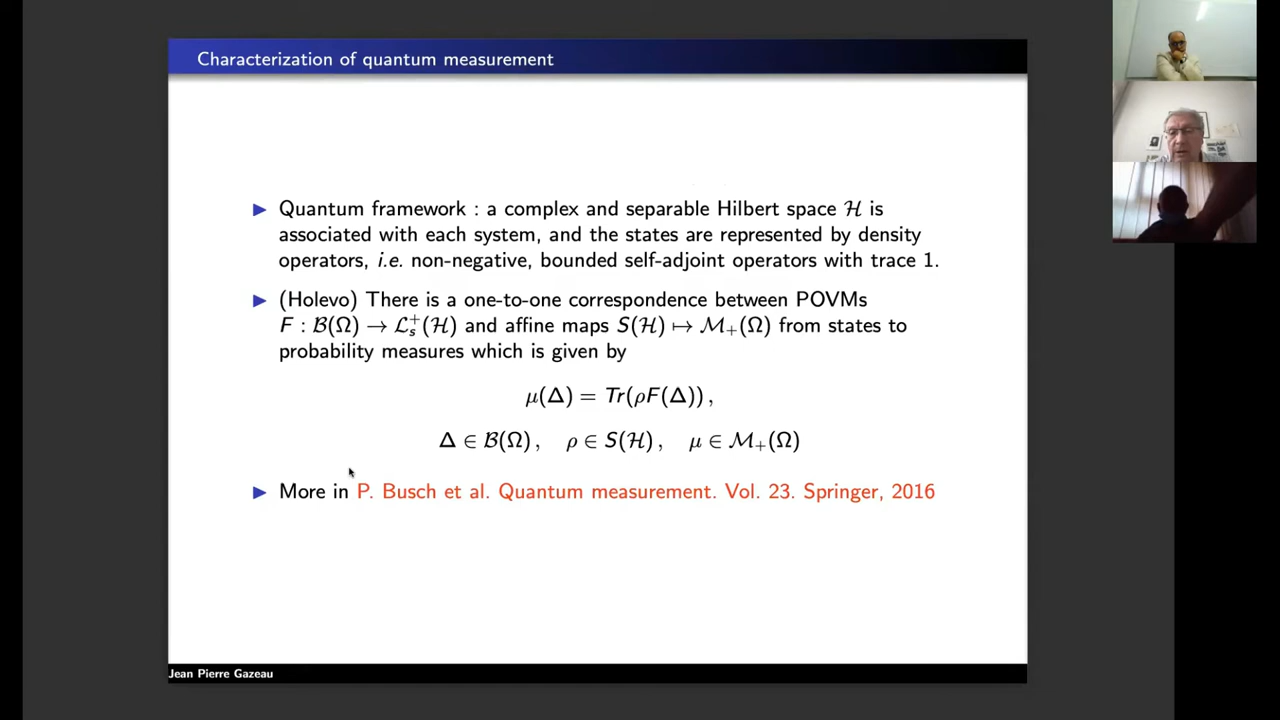 Characterization of quantum measurement
▶ Quantum framework : a complex and separable Hilbert space ℋ is
associated with each system, and the states are represented by density
operators, i.e. non-negative, bounded self-adjoint operators with trace 1.
▶ (Holevo) There is a one-to-one correspondence between POVMs
F : ℬ(Ω) → ℒₛ⁺(ℋ) and affine maps S(ℋ) ↦ ℳ₊(Ω) from states to
probability measures which is given by
μ(Δ) = Tr(ρF(Δ)) ,
Δ ∈ ℬ(Ω) , ρ ∈ S(ℋ) , μ ∈ ℳ₊(Ω)
▶ More in P. Busch et al. Quantum measurement. Vol. 23. Springer, 2016
Jean Pierre Gazeau